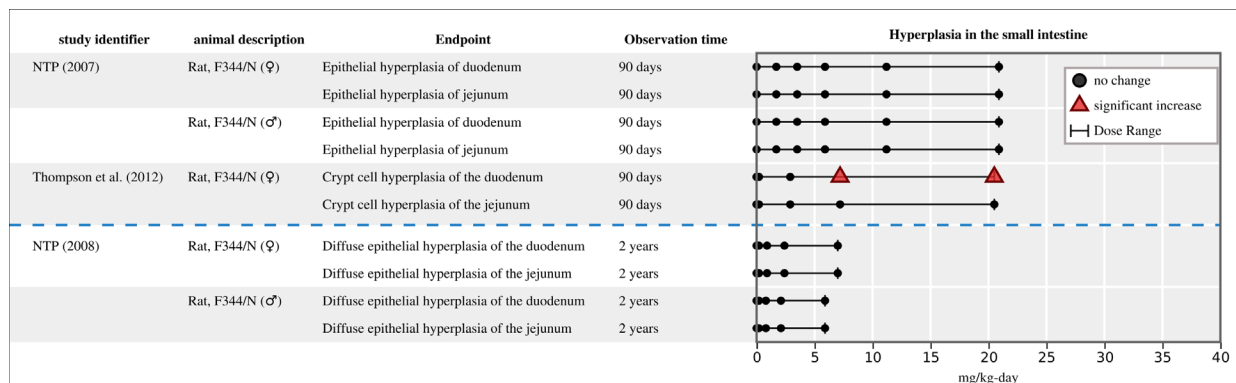 Hyperplasia in the small intestine
study identifier animal description Endpoint Observation time
NTP (2007) Rat, F344/N (♀) Epithelial hyperplasia of duodenum 90 days
Epithelial hyperplasia of jejunum 90 days
Rat, F344/N (♂) Epithelial hyperplasia of duodenum 90 days
Epithelial hyperplasia of jejunum 90 days
Thompson et al. (2012) Rat, F344/N (♀) Crypt cell hyperplasia of the duodenum 90 days
Crypt cell hyperplasia of the jejunum 90 days
NTP (2008) Rat, F344/N (♀) Diffuse epithelial hyperplasia of the duodenum 2 years
Diffuse epithelial hyperplasia of the jejunum 2 years
Rat, F344/N (♂) Diffuse epithelial hyperplasia of the duodenum 2 years
Diffuse epithelial hyperplasia of the jejunum 2 years
no change
significant increase
Dose Range
0 5 10 15 20 25 30 35 40
mg/kg-day